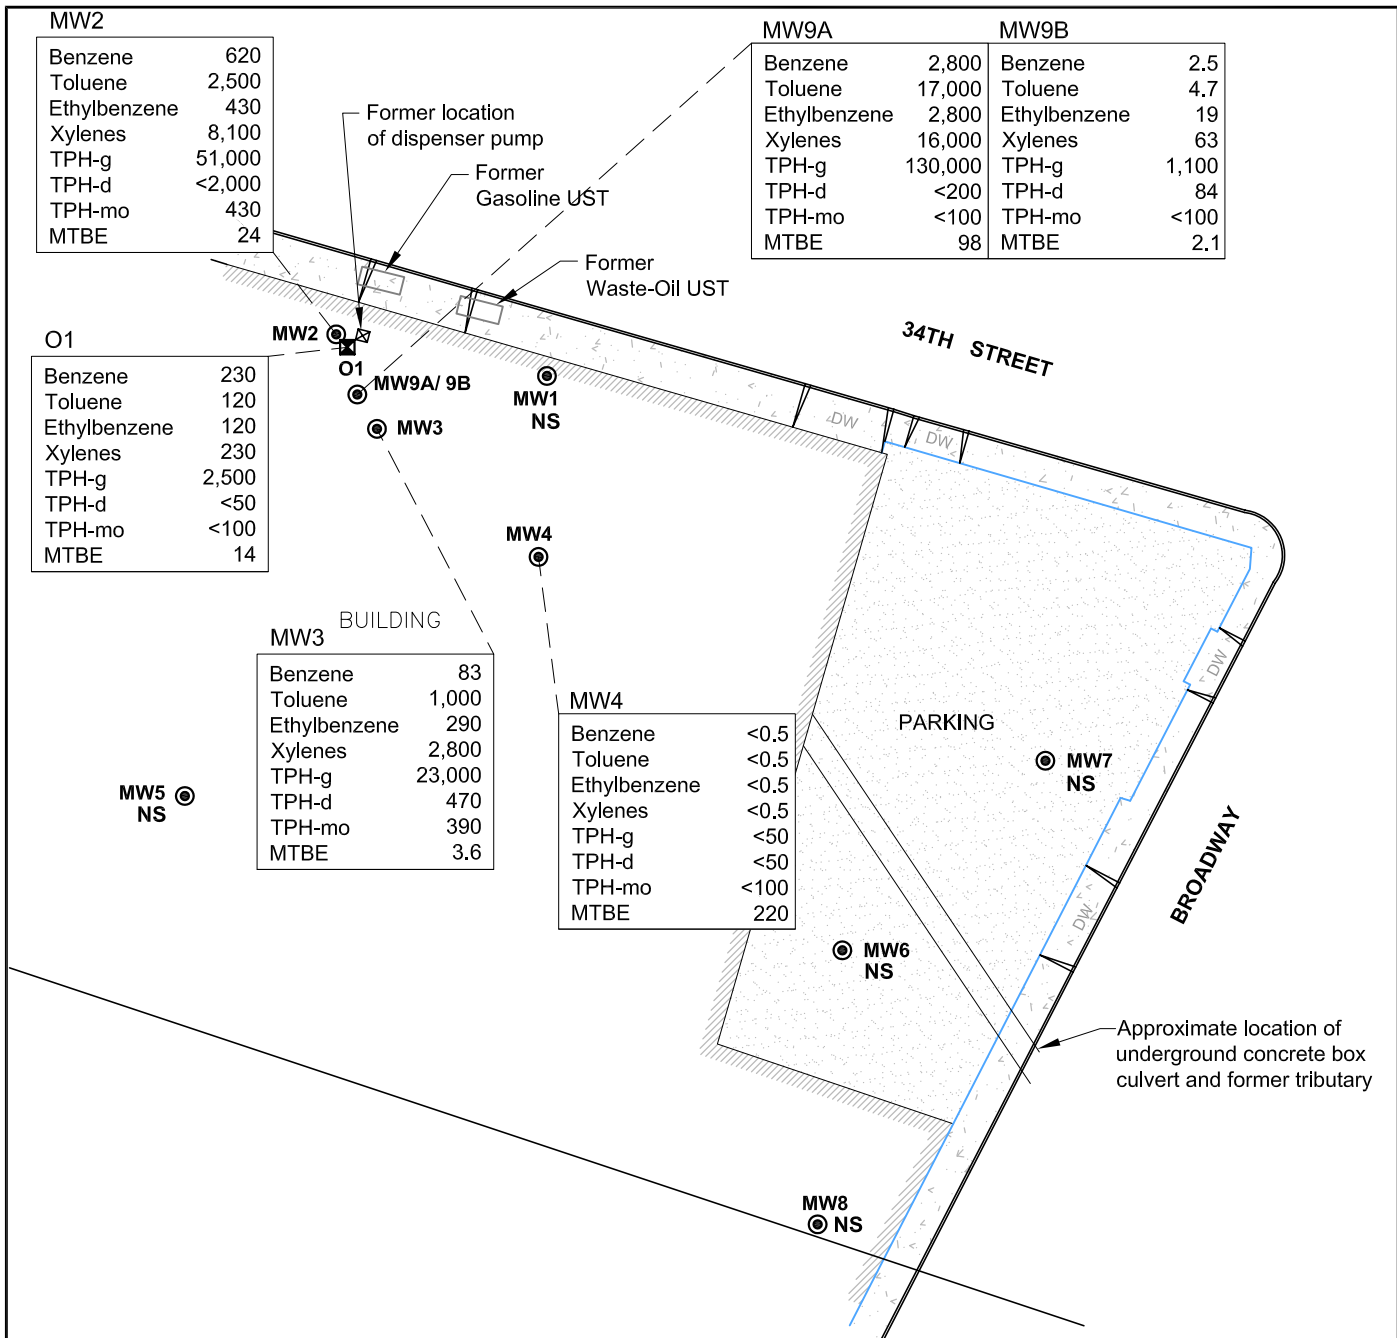 MW2
Benzene 620
Toluene 2,500
Ethylbenzene 430
Xylenes 8,100
TPH-g 51,000
TPH-d <2,000
TPH-mo 430
MTBE 24
MW9A
Benzene 2,800
Toluene 17,000
Ethylbenzene 2,800
Xylenes 16,000
TPH-g 130,000
TPH-d <200
TPH-mo <100
MTBE 98
MW9B
Benzene 2.5
Toluene 4.7
Ethylbenzene 19
Xylenes 63
TPH-g 1,100
TPH-d 84
TPH-mo <100
MTBE 2.1
Former location
of dispenser pump
Former
Gasoline UST
Former
Waste-Oil UST
34TH STREET
MW2
O1
MW9A/ 9B
MW3
MW1
NS
DW
DW
O1
Benzene 230
Toluene 120
Ethylbenzene 120
Xylenes 230
TPH-g 2,500
TPH-d <50
TPH-mo <100
MTBE 14
MW4
BUILDING
MW3
Benzene 83
Toluene 1,000
Ethylbenzene 290
Xylenes 2,800
TPH-g 23,000
TPH-d 470
TPH-mo 390
MTBE 3.6
MW4
Benzene <0.5
Toluene <0.5
Ethylbenzene <0.5
Xylenes <0.5
TPH-g <50
TPH-d <50
TPH-mo <100
MTBE 220
DW
PARKING
MW7
NS
MW5
NS
BROADWAY
DW
MW6
NS
Approximate location of
underground concrete box
culvert and former tributary
MW8
NS